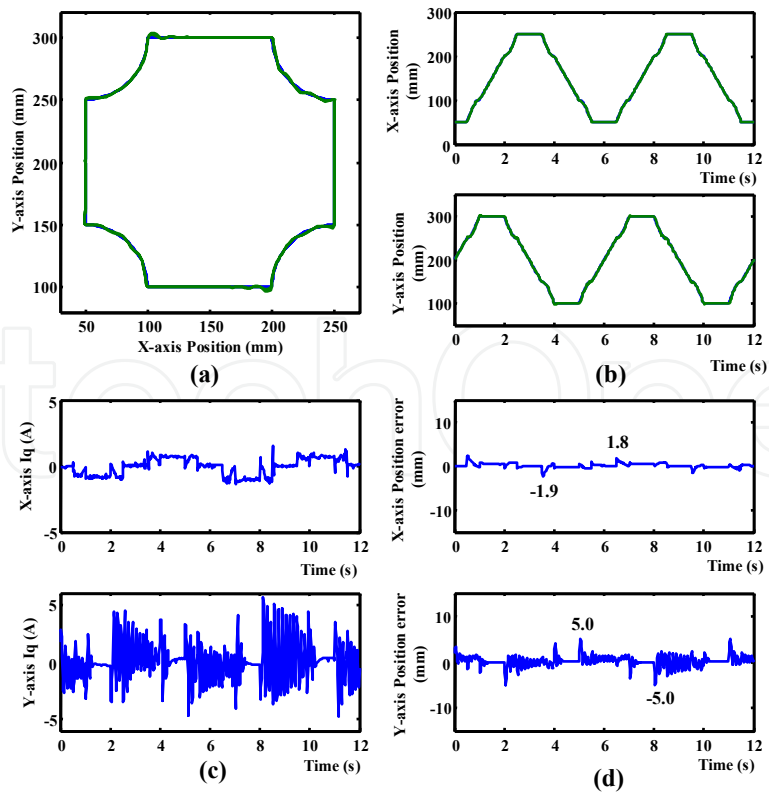 300
250
200
150
100
Y-axis Position (mm)
50 100 150 200 250
X-axis Position (mm)
(a)
300
200
100
0
X-axis Position
(mm)
0 2 4 6 8 10 12
Time (s)
300
200
100
Y-axis Position
(mm)
0 2 4 6 8 10 12
Time (s)
(b)
5
0
-5
X-axis Iq (A)
0 2 4 6 8 10 12
Time (s)
5
0
-5
Y-axis Iq (A)
0 2 4 6 8 10 12
Time (s)
(c)
15
10
0
-10
X-axis Position error
(mm)
1.8
-1.9
0 2 4 6 8 10 12
Time (s)
15
10
0
-10
Y-axis Position error
(mm)
5.0
-5.0
0 2 4 6 8 10 12
Time (s)
(d)